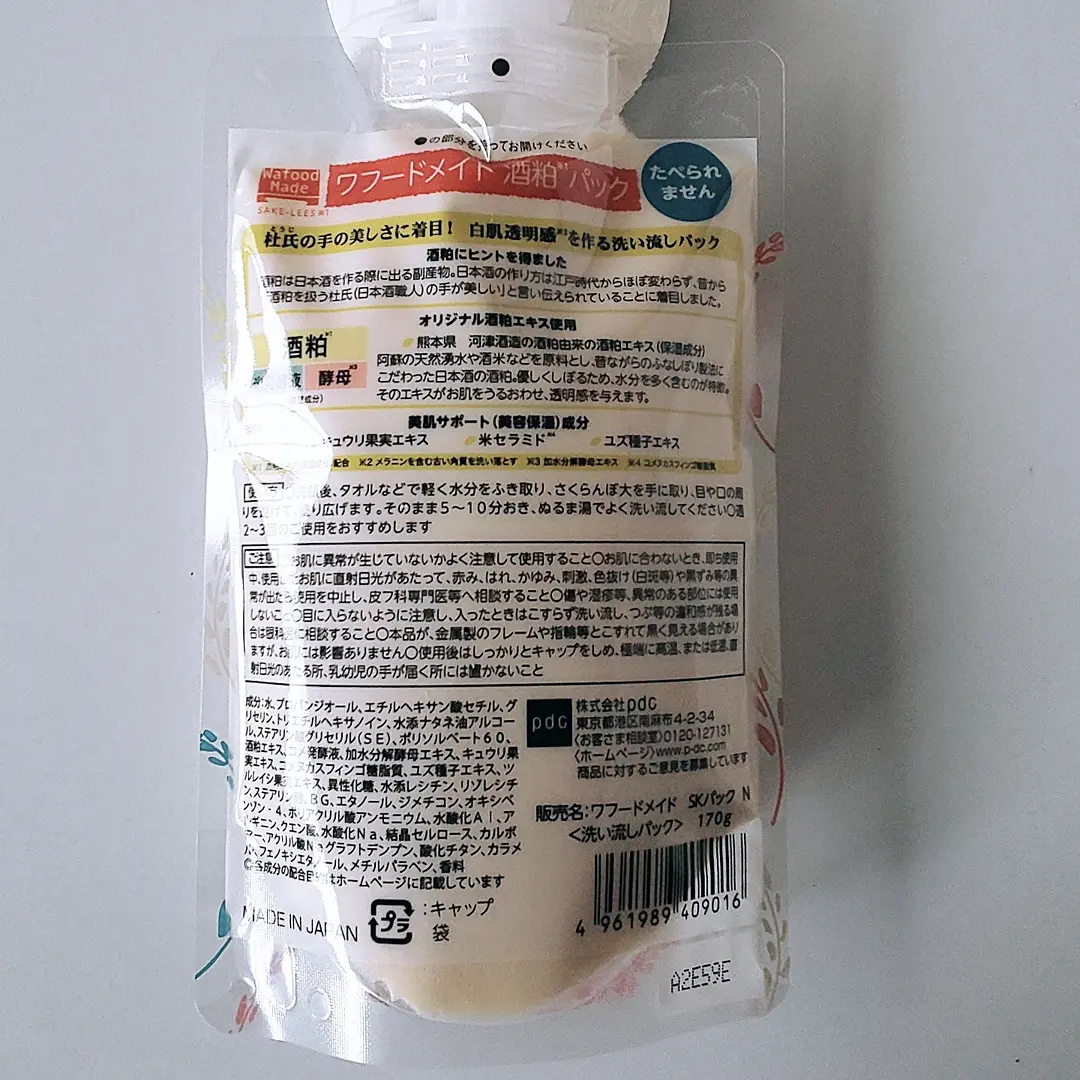 ●の部分を持ってお開けください
Wafood Made
SAKE-LEES※1
ワフードメイド 酒粕※1パック
たべられません
杜氏の手の美しさに着目! 白肌透明感※2を作る洗い流しパック
とうじ
酒粕にヒントを得ました
酒粕は日本酒を作る際に出る副産物。日本酒の作り方は江戸時代からほぼ変わらず、昔から
「酒粕を扱う杜氏(日本酒職人)の手が美しい」と言い伝えられていることに着目しました。
オリジナル酒粕エキス使用
酒粕※1
液 酵母※3
成分)
熊本県 河津酒造の酒粕由来の酒粕エキス(保湿成分)
阿蘇の天然湧水や酒米などを原料とし、昔ながらのふなしぼり製法に
こだわった日本酒の酒粕。優しくしぼるため、水分を多く含むのが特徴。
そのエキスがお肌をうるおわせ、透明感を与えます。
美肌サポート(美容保湿)成分
キュウリ果実エキス 米セラミド※4 ユズ種子エキス
配合 ※2 メラニンを含む古い角質を洗い落とす ※3 加水分解酵母エキス ※4 コメヌカスフィンゴ糖脂質
後、タオルなどで軽く水分をふき取り、さくらんぼ大を手に取り、目や口の周
りを り広げます。そのまま5〜10分おき、ぬるま湯でよく洗い流してください○週
2〜3 のご使用をおすすめします
ご注意 お肌に異常が生じていないかよく注意して使用すること○お肌に合わないとき、即ち使用
中、使用したお肌に直射日光があたって、赤み、はれ、かゆみ、刺激、色抜け(白斑等)や黒ずみ等の異
常が出たら使用を中止し、皮フ科専門医等へ相談すること○傷や湿疹等、異常のある部位には使用
しないこと○目に入らないように注意し、入ったときはこすらず洗い流し、つぶ等の違和感が残る場
合は眼科医に相談すること○本品が、金属製のフレームや指輪等とこすれて黒く見える場合があり
ますが、お肌には影響ありません○使用後はしっかりとキャップをしめ、極端に高温、または低温、直
射日光のあたる所、乳幼児の手が届く所には置かないこと
成分:水、プロパンジオール、エチルヘキサン酸セチル、グ
リセリン、トリエチルヘキサノイン、水添ナタネ油アルコー
ル、ステアリン酸グリセリル(SE)、ポリソルベート60、
酒粕エキス、コメ発酵液、加水分解酵母エキス、キュウリ果
実エキス、コメヌカスフィンゴ糖脂質、ユズ種子エキス、ツ
ルレイシ果実エキス、異性化糖、水添レシチン、リゾレシチ
ン、ステアリン酸、BG、エタノール、ジメチコン、オキシベ
ンゾン-4、ポリアクリル酸アンモニウム、水酸化Al、ア
ルギニン、クエン酸、水酸化Na、結晶セルロース、カルボ
マー、アクリル酸Naグラフトデンプン、酸化チタン、カラメ
ル、フェノキシエタノール、メチルパラベン、香料
各成分の配合目的はホームページに記載しています
pdc
株式会社pdc
東京都港区南麻布4-2-34
〈お客さま相談室〉0120-127131
〈ホームページ〉www.p-dc.com
商品に対するご意見を募集しています
販売名:ワフードメイド SKパック N
<洗い流しパック> 170g
4 961989 409016
MADE IN JAPAN
プラ
:キャップ
袋
A2E59E